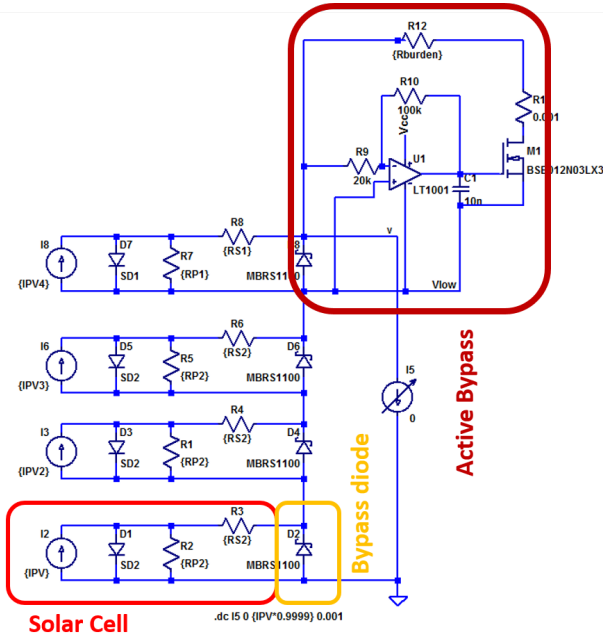 R12
{Rburden}
R10
100k
R1
0.001
Vcc
M1
BSB012N03LX3
R9
20k
U1
LT1001
C1
10n
R8
{RS1}
v
I8
D7
R7
8
{IPV4}
SD1
{RP1}
MBRS1100
Vlow
R6
{RS2}
I6
D5
R5
D6
{IPV3}
SD2
{RP2}
MBRS1100
I5
0
R4
{RS2}
I3
D3
R1
D4
{IPV2}
SD2
{RP2}
MBRS1100
Active Bypass
Bypass diode
R3
{RS2}
I2
D1
R2
D2
{IPV}
SD2
{RP2}
MBRS1100
.dc I5 0 {IPV*0.9999} 0.001
Solar Cell